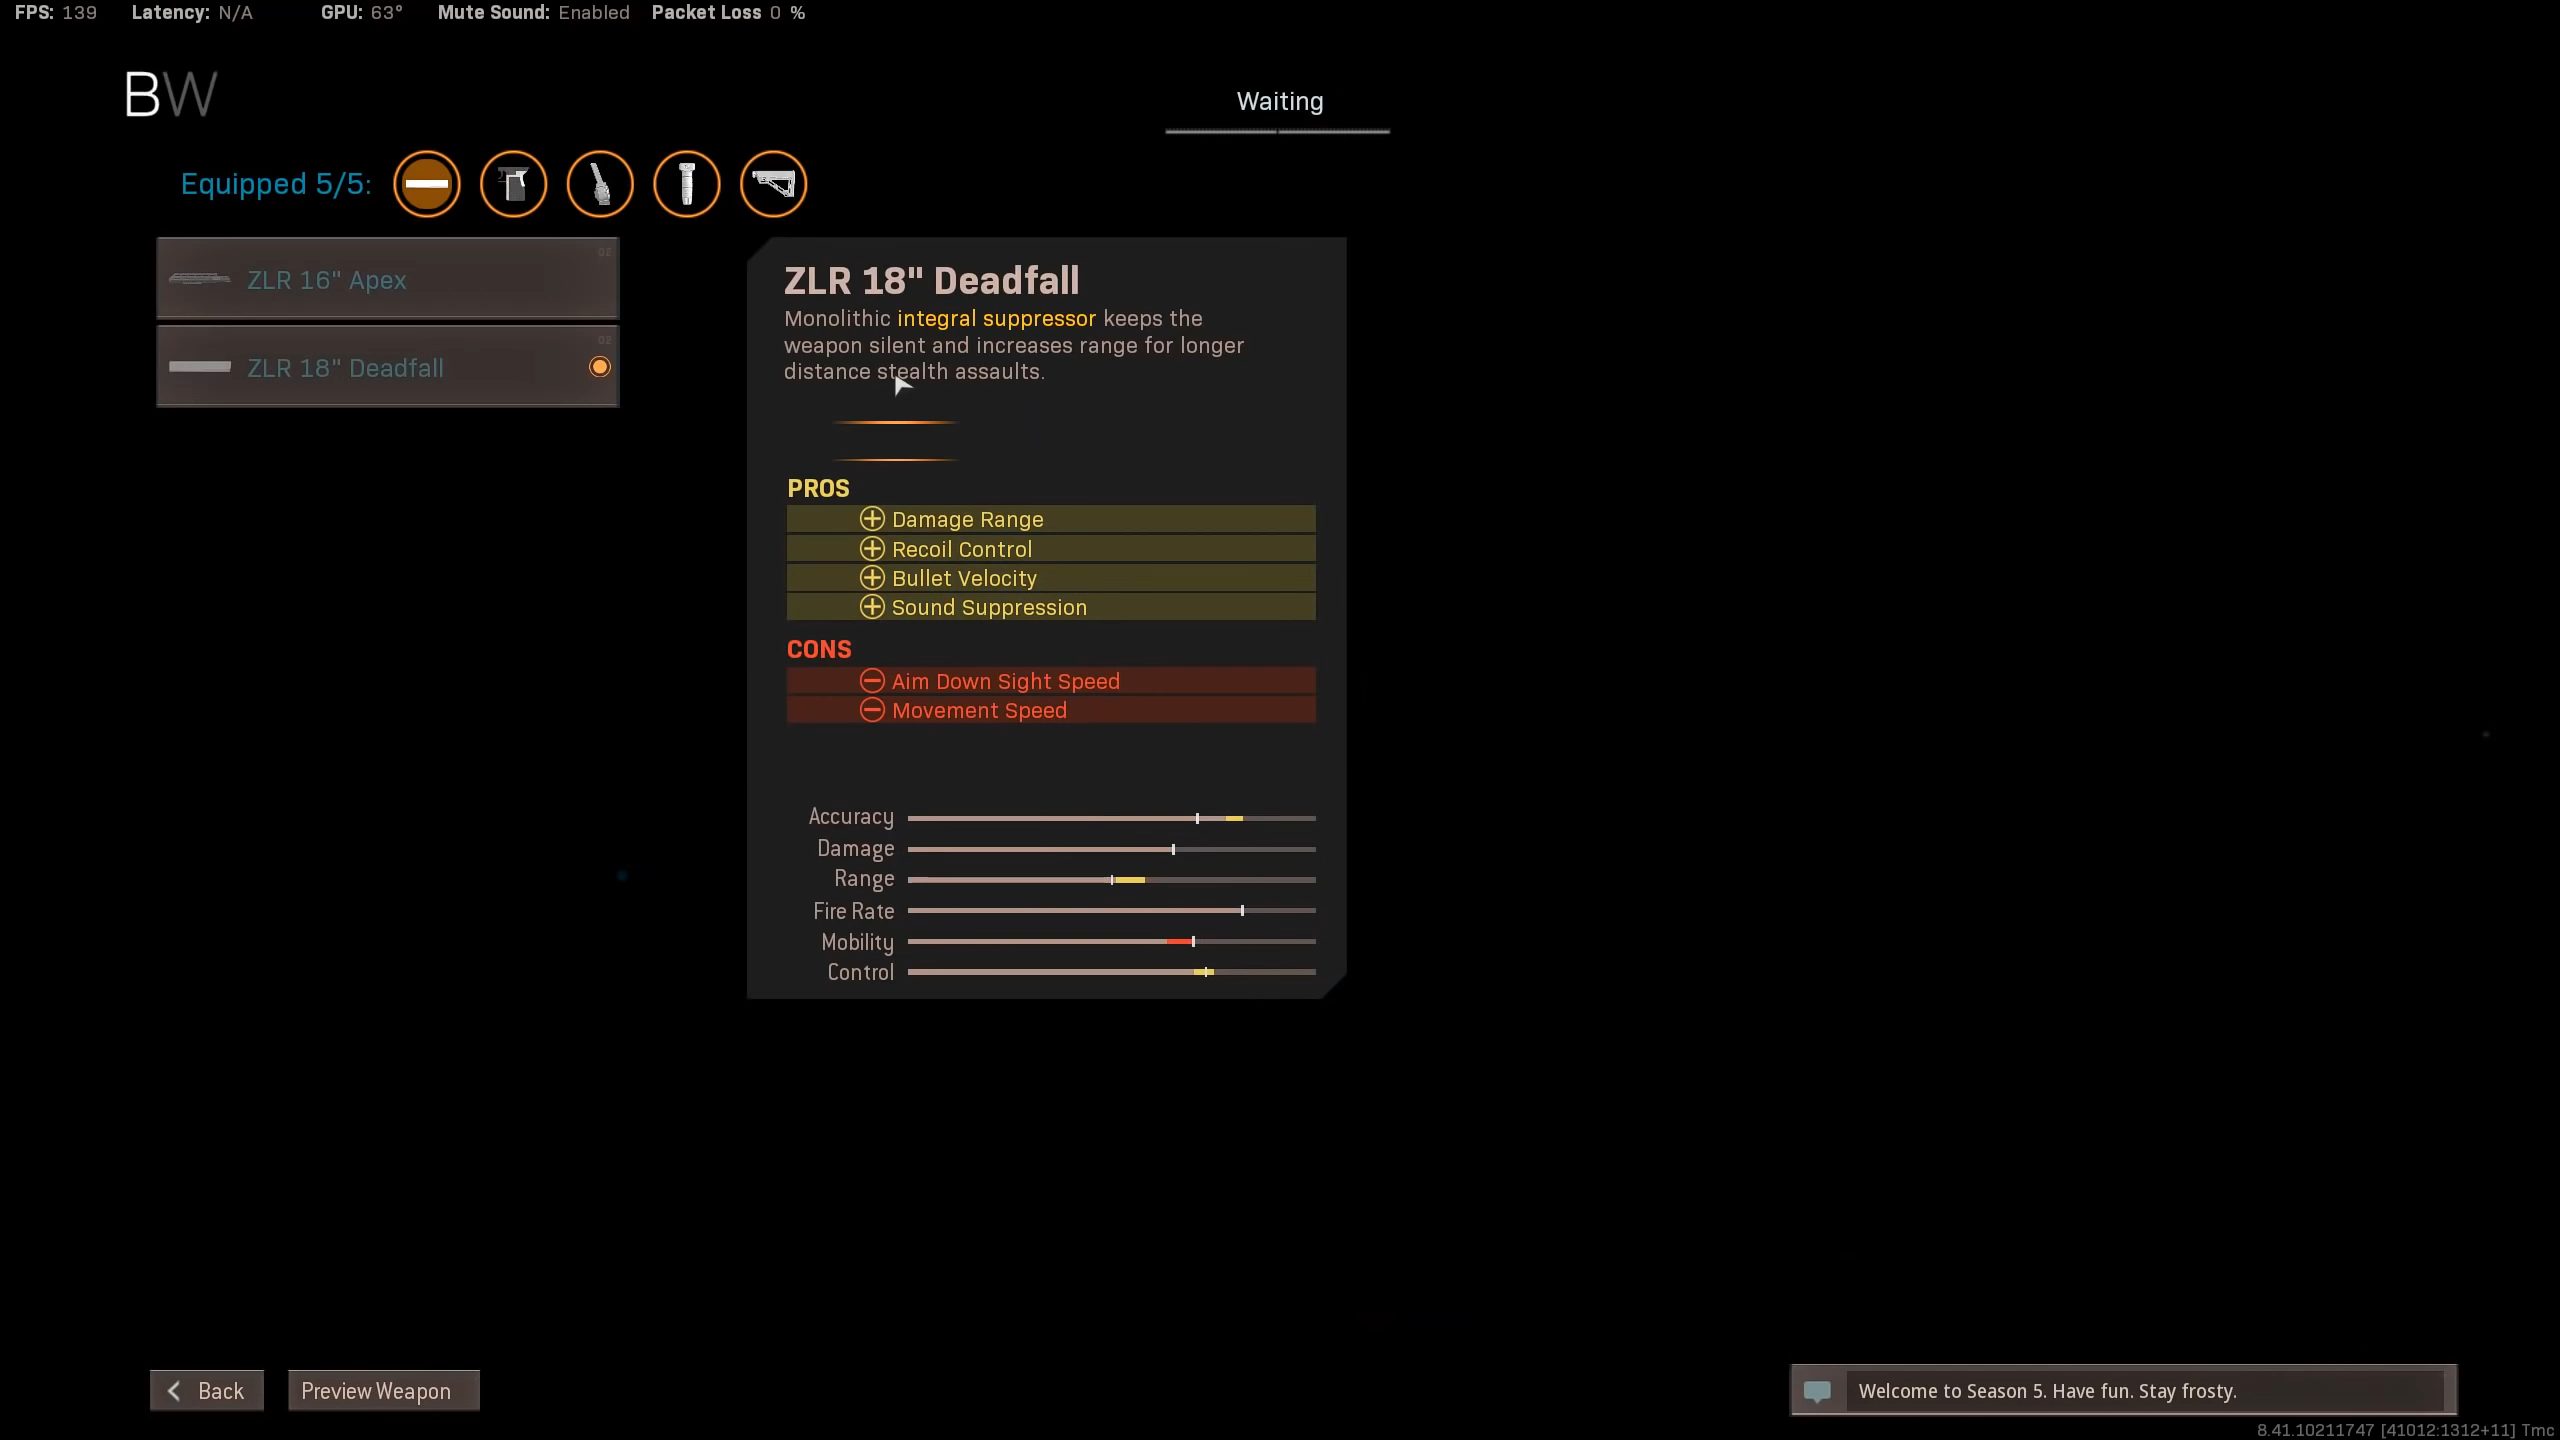 FPS: 139 Latency: N/A GPU: 63° Mute Sound: Enabled Packet Loss 0 %
BW
Waiting
Equipped 5/5:
02
ZLR 16" Apex
02
ZLR 18" Deadfall
ZLR 18" Deadfall
Monolithic integral suppressor keeps the
weapon silent and increases range for longer
distance stealth assaults.
PROS
Damage Range
Recoil Control
Bullet Velocity
Sound Suppression
CONS
Aim Down Sight Speed
Movement Speed
Accuracy
Damage
Range
Fire Rate
Mobility
Control
Back
Preview Weapon
Welcome to Season 5. Have fun. Stay frosty.
8.41.10211747 [41012:1312+11] Tmc